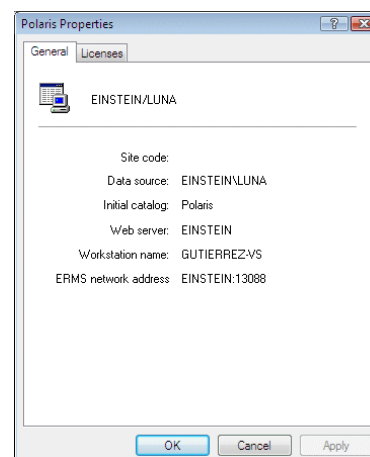 Polaris Properties
General Licenses
EINSTEIN/LUNA
Site code:
Data source: EINSTEIN\LUNA
Initial catalog: Polaris
Web server: EINSTEIN
Workstation name: GUTIERREZ-VS
ERMS network address EINSTEIN:13088
OK Cancel Apply